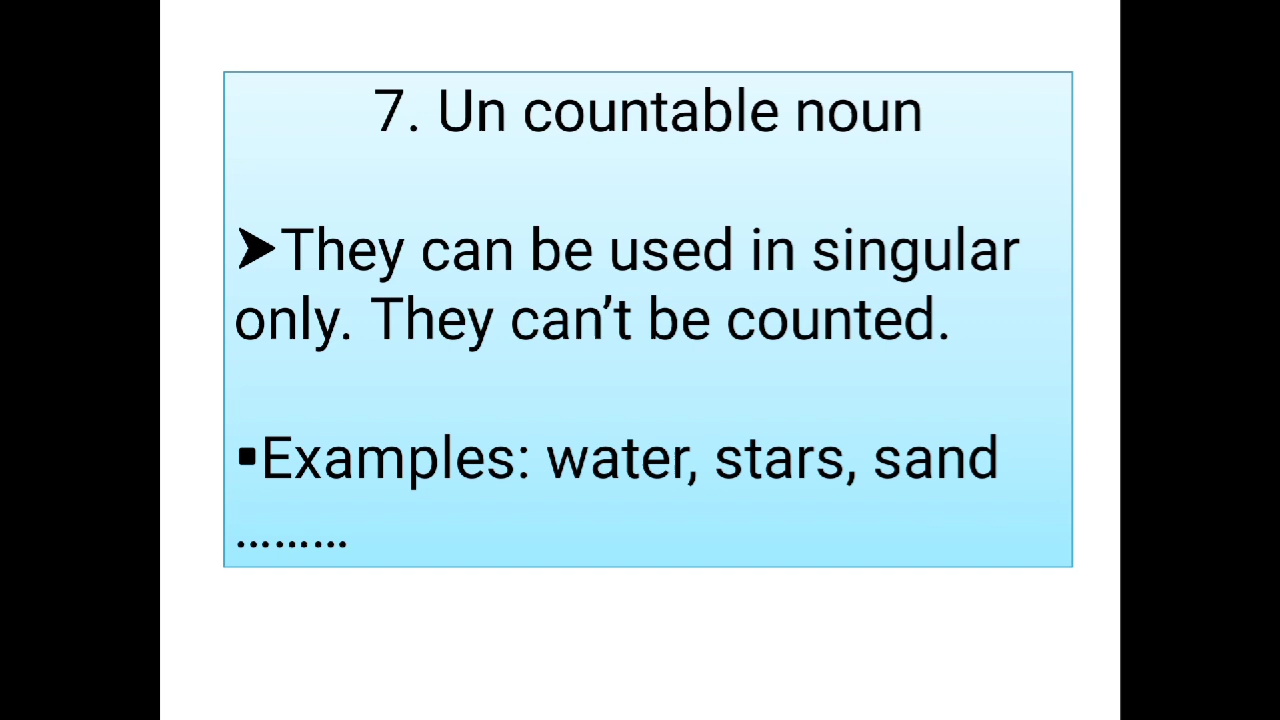 7. Un countable noun
➤They can be used in singular
only. They can’t be counted.
▪Examples: water, stars, sand
………